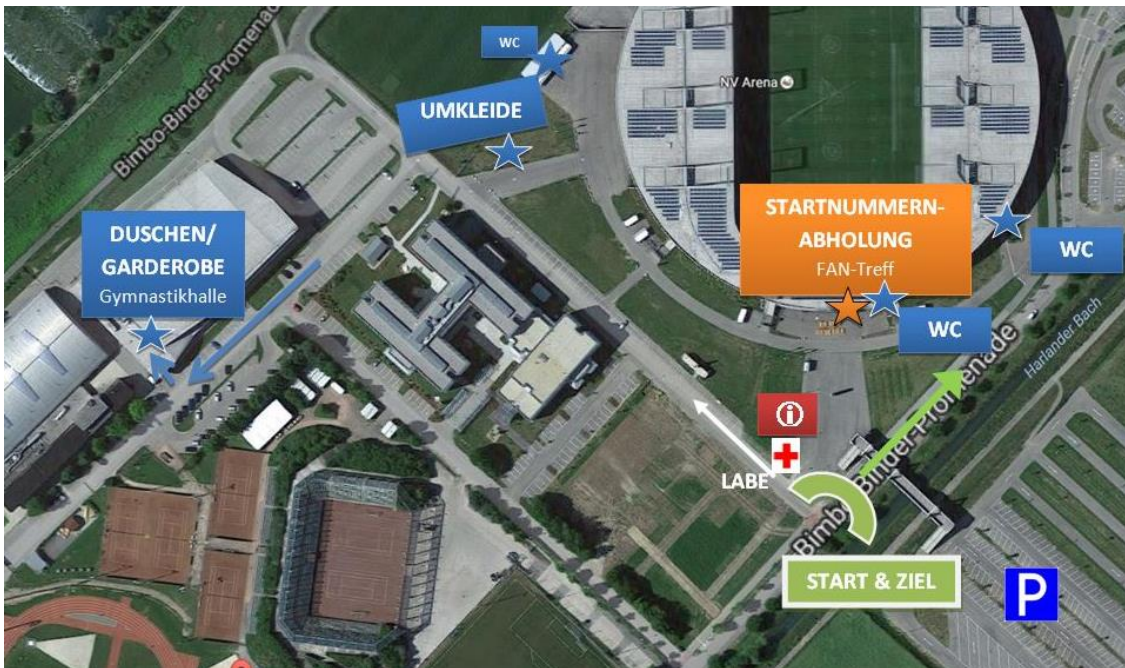 Bimbo-Binder-Promenade
WC
UMKLEIDE
NV Arena
DUSCHEN/
GARDEROBE
Gymnastikhalle
STARTNUMMERN-
ABHOLUNG
FAN-Treff
WC
WC
Harlander Bach
Bimbo-Binder-Promenade
LABE
START & ZIEL
P